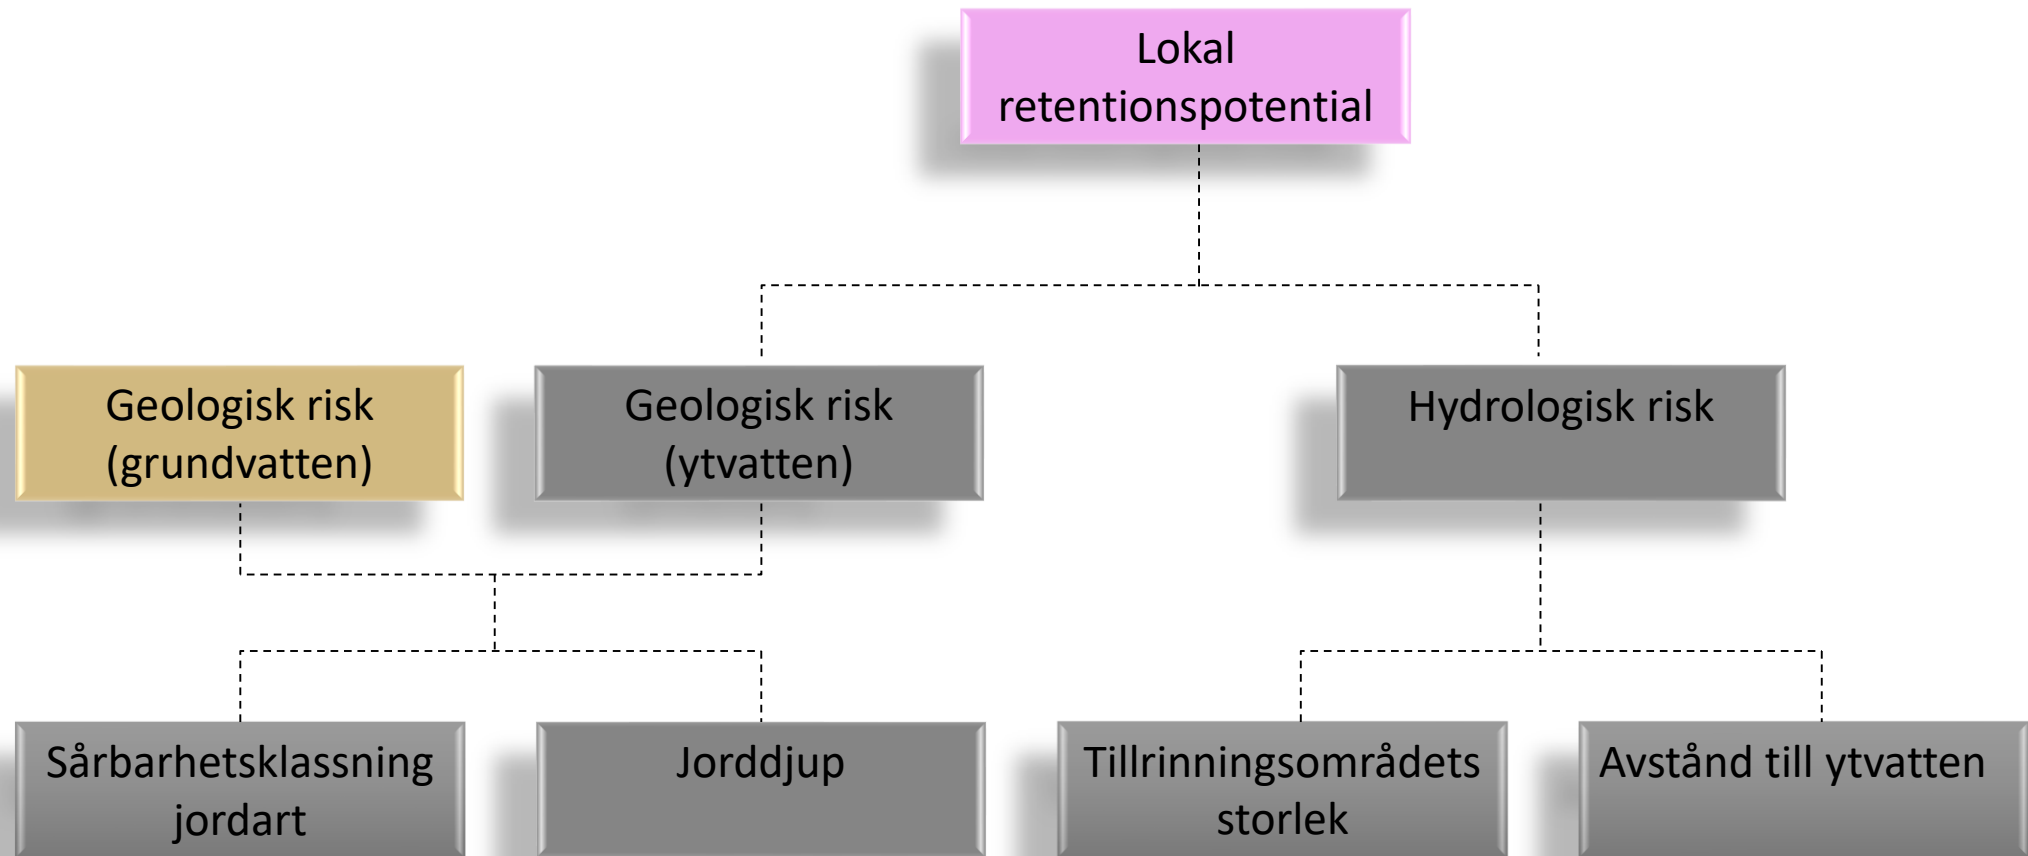 Lokal
retentionspotential
Geologisk risk
(grundvatten)
Geologisk risk
(ytvatten)
Hydrologisk risk
Sårbarhetsklassning
jordart
Jorddjup
Tillrinningsområdets
storlek
Avstånd till ytvatten